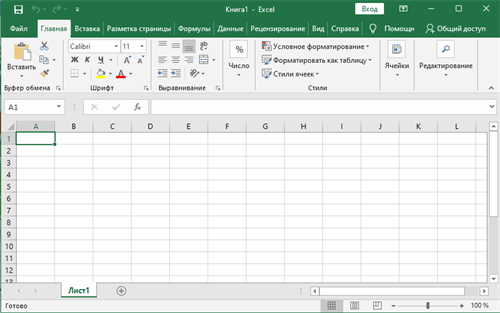 Книга1 - Excel
Вход
Файл Главная Вставка Разметка страницы Формулы Данные Рецензирование Вид Справка Помощн Общий доступ
Вставить
Calibri 11
Ж К Ч
Число
Условное форматирование
Форматировать как таблицу
Стили ячеек
Ячейки
Редактирование
Буфер обмена Шрифт Выравнивание Стили
A1 fx
A B C D E F G H I J K L
1
2
3
4
5
6
7
8
9
10
11
12
13
Лист1
Готово 100 %